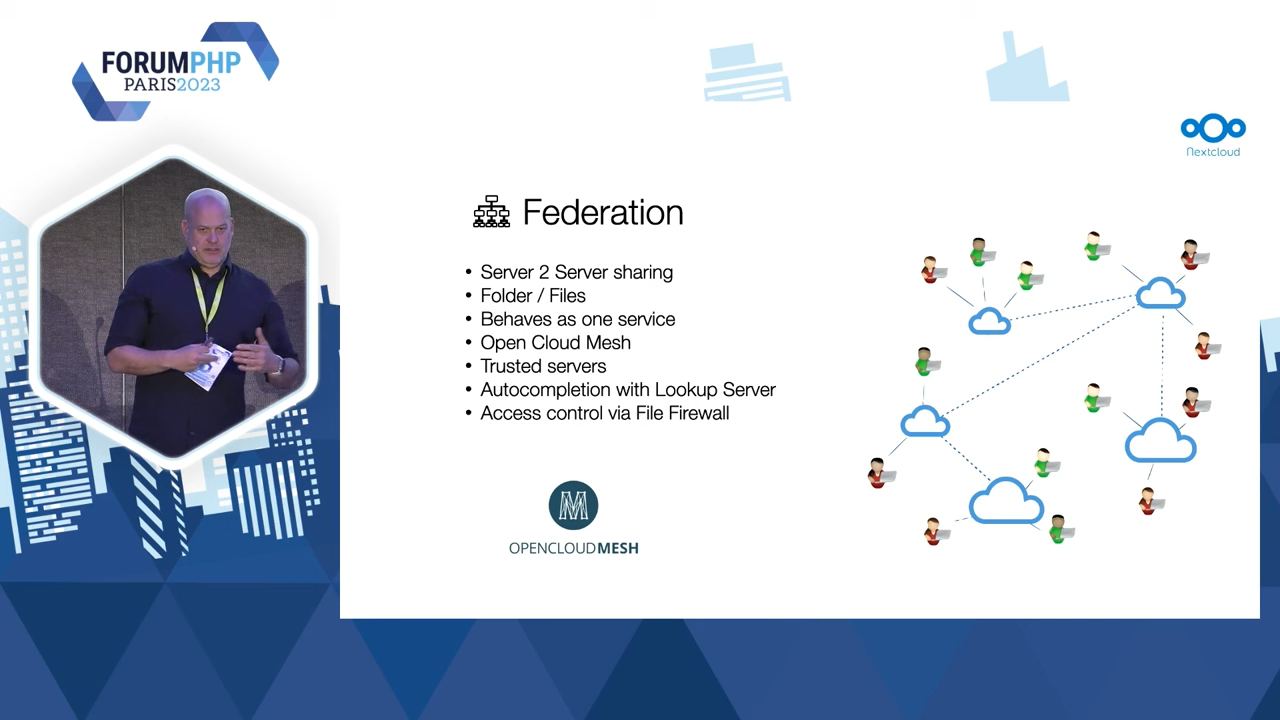 FORUMPHP
PARIS2023
Nextcloud
Federation
• Server 2 Server sharing
• Folder / Files
• Behaves as one service
• Open Cloud Mesh
• Trusted servers
• Autocompletion with Lookup Server
• Access control via File Firewall
OPENCLOUDMESH